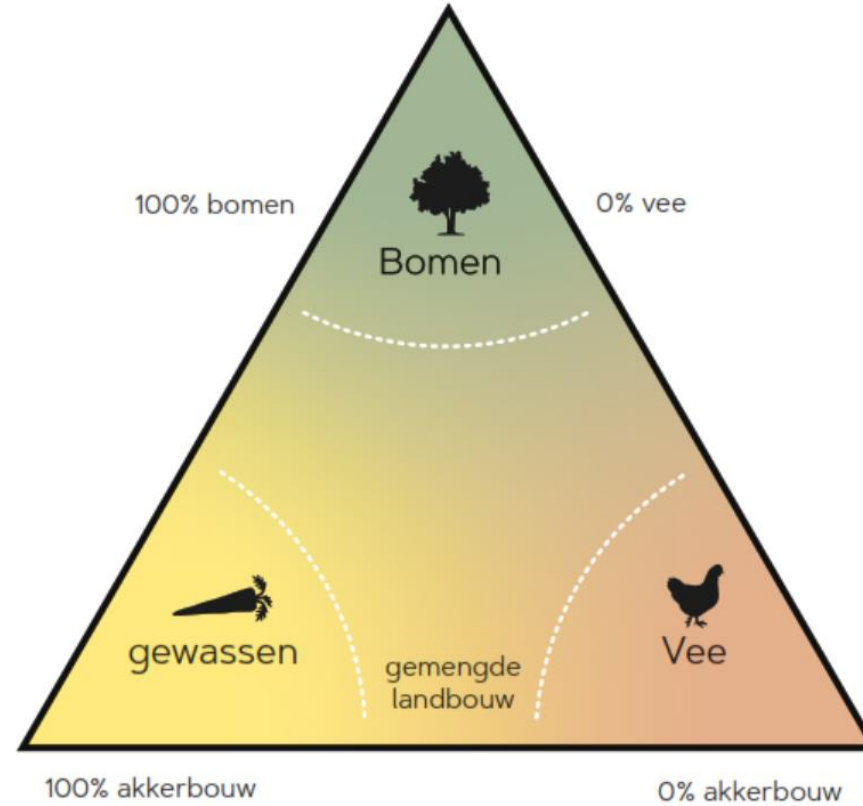 100% bomen
0% vee
Bomen
gewassen
gemengde
landbouw
Vee
100% akkerbouw
0% akkerbouw